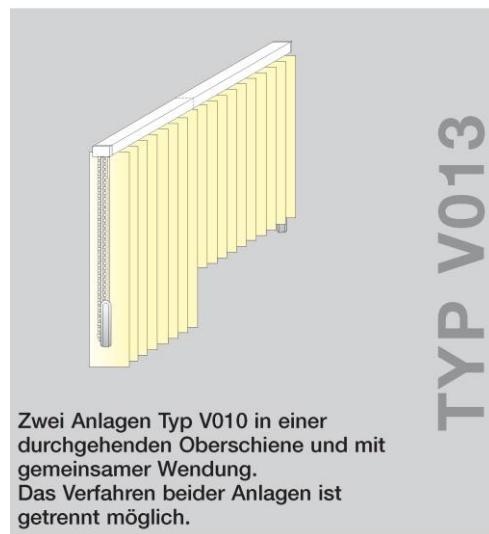 TYP V013
Zwei Anlagen Typ V010 in einer
durchgehenden Oberschiene und mit
gemeinsamer Wendung.
Das Verfahren beider Anlagen ist
getrennt möglich.